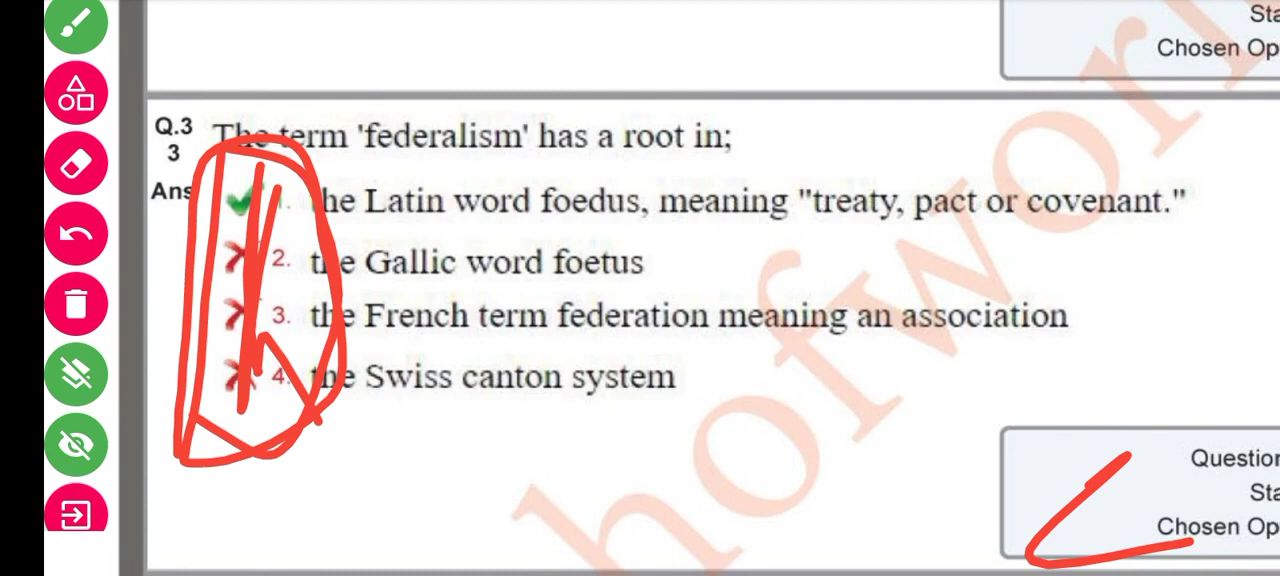 Sta
Chosen Op
Q.3 The term 'federalism' has a root in;
3
Ans 1. the Latin word foedus, meaning "treaty, pact or covenant."
2. the Gallic word foetus
3. the French term federation meaning an association
4. the Swiss canton system
Question
Sta
Chosen Op
hofworl